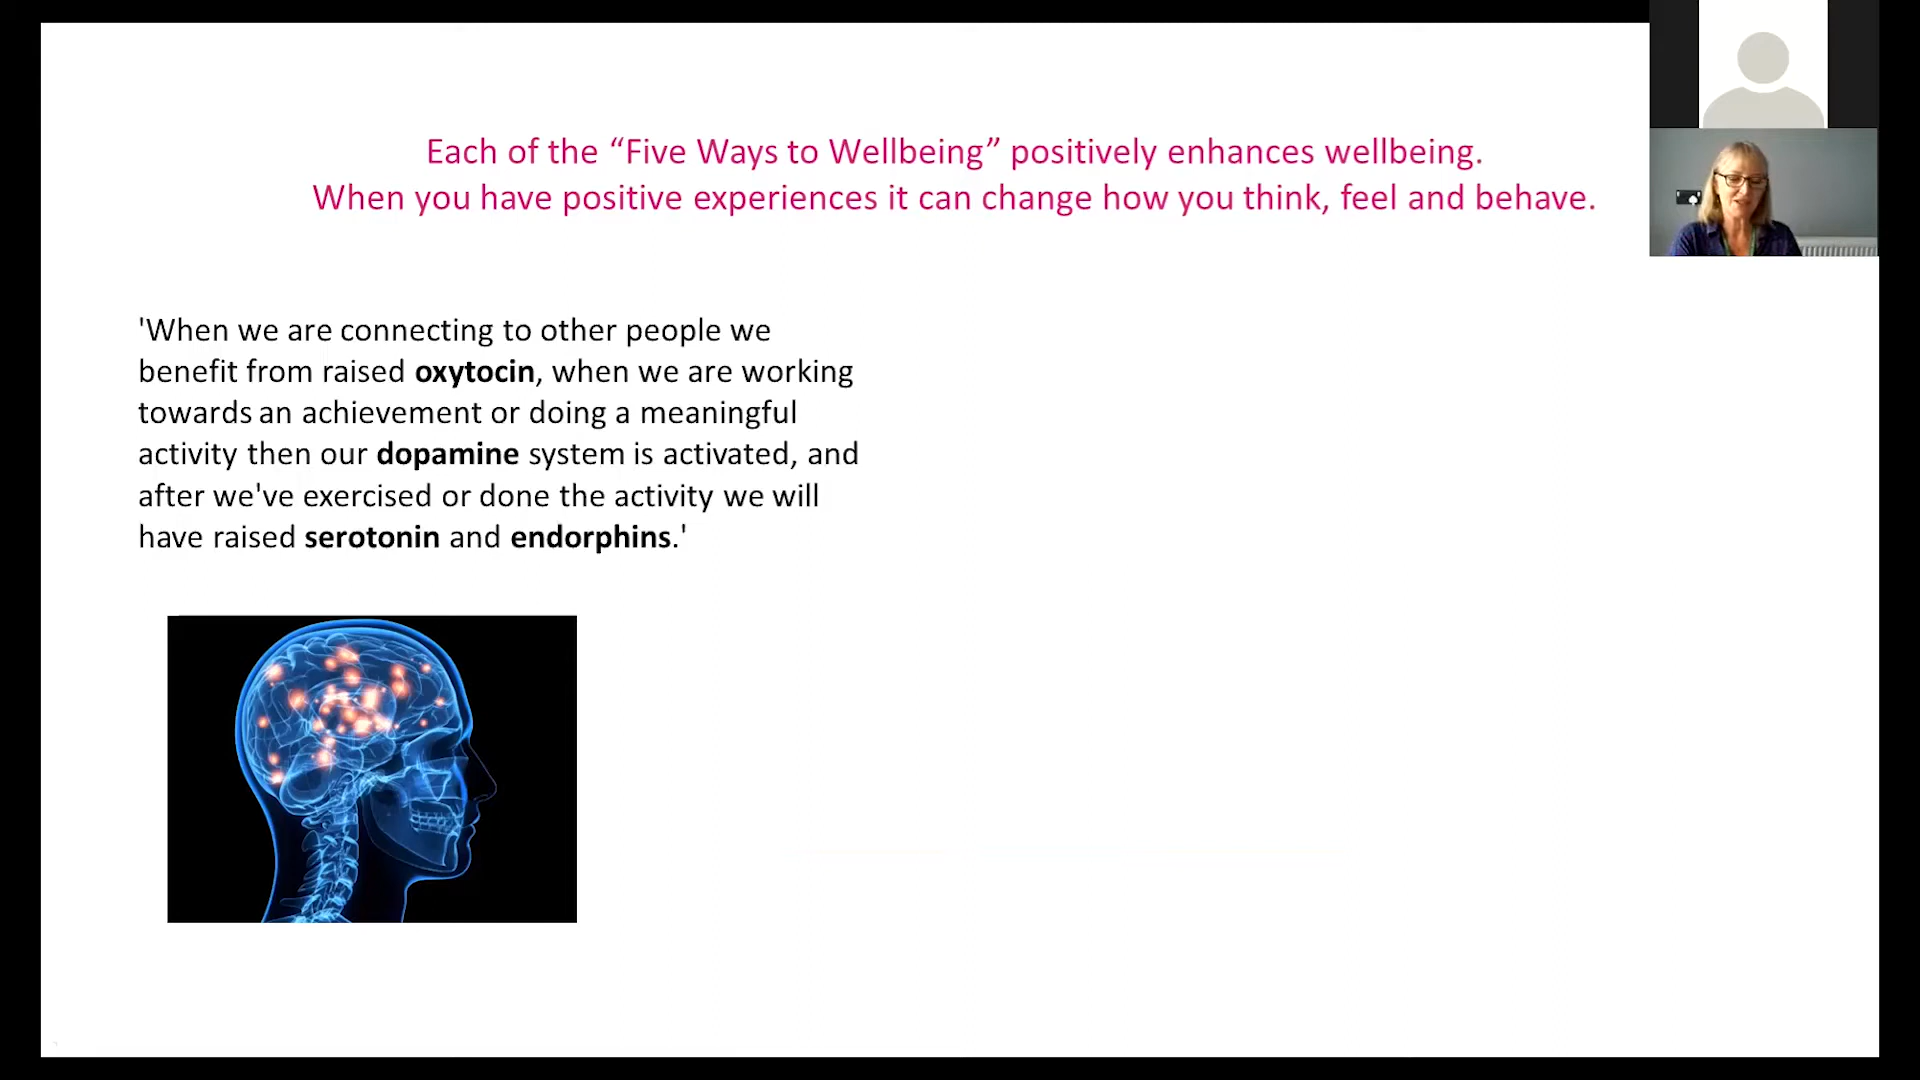 Each of the “Five Ways to Wellbeing” positively enhances wellbeing.
When you have positive experiences it can change how you think, feel and behave.
'When we are connecting to other people we
benefit from raised oxytocin, when we are working
towards an achievement or doing a meaningful
activity then our dopamine system is activated, and
after we've exercised or done the activity we will
have raised serotonin and endorphins.'